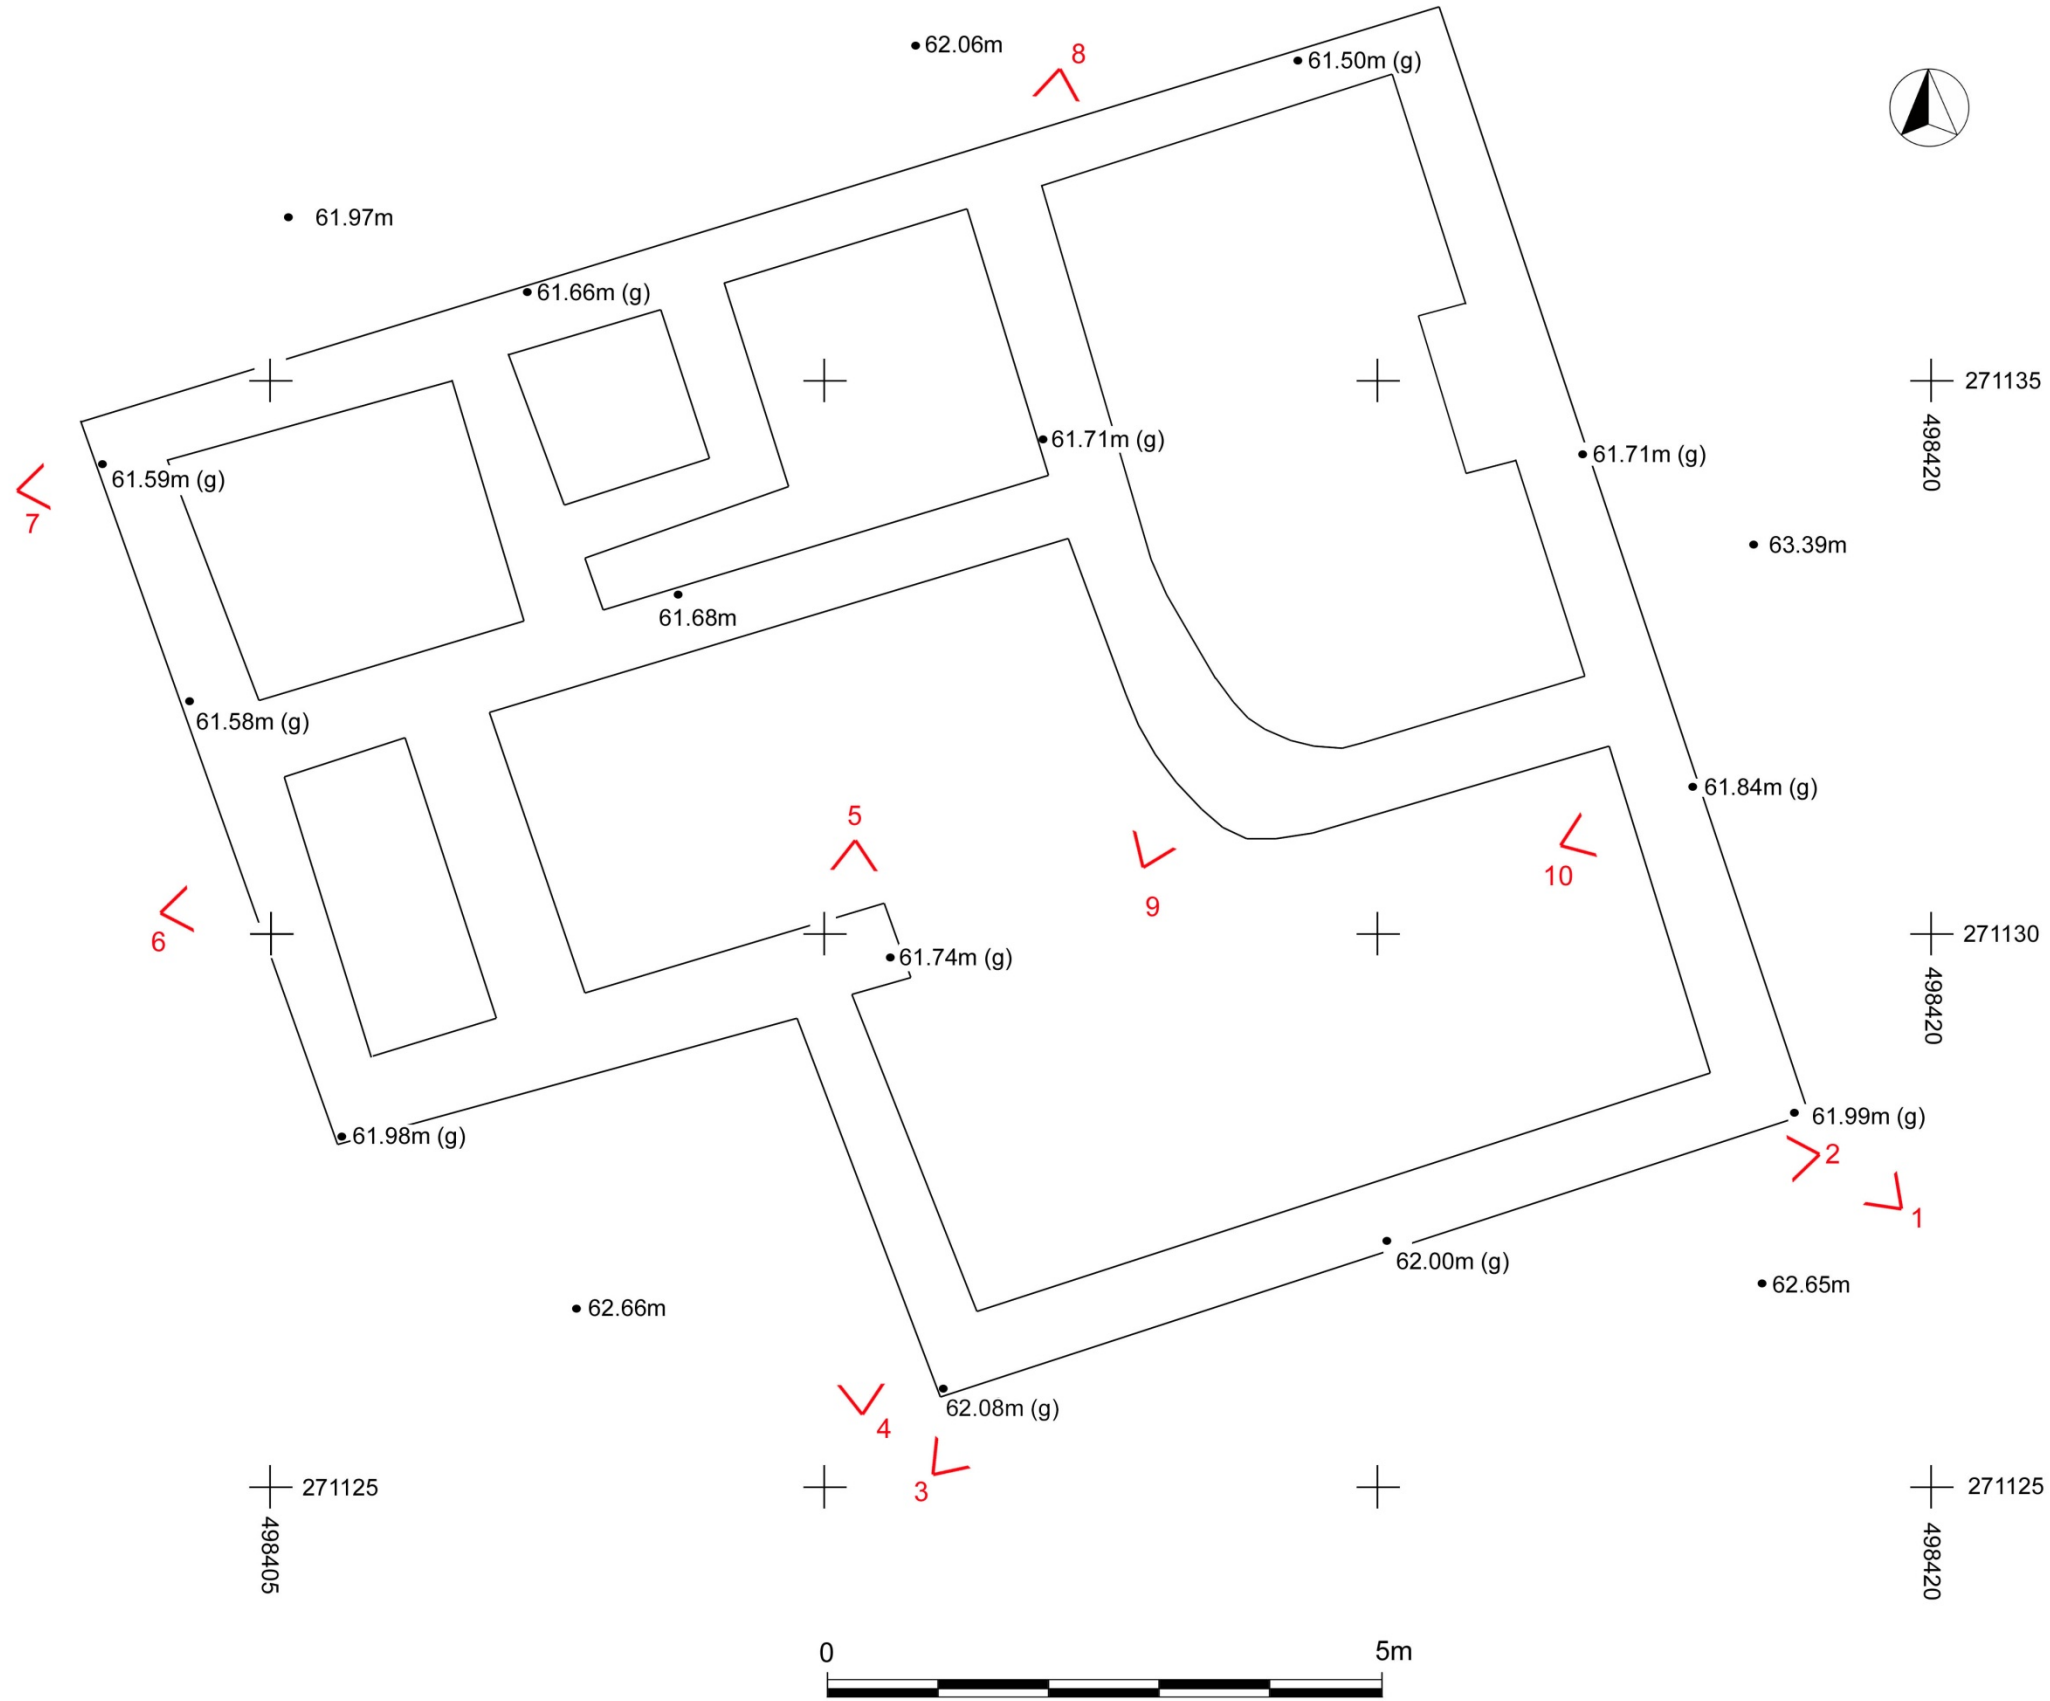 8
62.06m
61.50m (g)
61.97m
61.66m (g)
271135
498420
61.71m (g)
61.71m (g)
61.59m (g)
7
63.39m
61.68m
61.58m (g)
61.84m (g)
5
10
9
6
271130
61.74m (g)
498420
61.98m (g)
61.99m (g)
2
1
62.00m (g)
62.65m
62.66m
62.08m (g)
4
3
271125
271125
498405
498420
0 5m